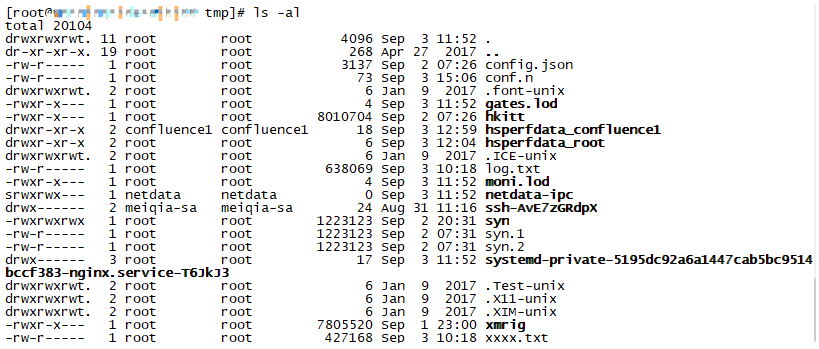 [root@ tmp]# ls -al
total 20104
drwxrwxrwt. 11 root root 4096 Sep 3 11:52 .
dr-xr-xr-x. 19 root root 268 Apr 27 2017 ..
-rw-r----- 1 root root 3137 Sep 2 07:26 config.json
-rw-r----- 1 root root 73 Sep 3 15:06 conf.n
drwxrwxrwt. 2 root root 6 Jan 9 2017 .font-unix
-rwxr-x--- 1 root root 4 Sep 3 11:52 gates.lod
-rwxr-x--- 1 root root 8010704 Sep 2 07:26 hkitt
drwxr-xr-x 2 confluence1 confluence1 18 Sep 3 12:59 hsperfdata_confluence1
drwxr-xr-x 2 root root 6 Sep 3 12:04 hsperfdata_root
drwxrwxrwt. 2 root root 6 Jan 9 2017 .ICE-unix
-rw-r----- 1 root root 638069 Sep 3 10:18 log.txt
-rwxr-x--- 1 root root 4 Sep 3 11:52 moni.lod
srwxrwx--- 1 netdata netdata 0 Sep 3 11:52 netdata-ipc
drwx------ 2 meiqia-sa meiqia-sa 24 Aug 31 11:16 ssh-AvE7zGRdpX
-rwxrwxrwx 1 root root 1223123 Sep 2 20:31 syn
-rw-r----- 1 root root 1223123 Sep 2 07:31 syn.1
-rw-r----- 1 root root 1223123 Sep 2 07:31 syn.2
drwx------ 3 root root 17 Sep 3 11:52 systemd-private-5195dc92a6a1447cab5bc9514
bccf383-nginx.service-T6JkJ3
drwxrwxrwt. 2 root root 6 Jan 9 2017 .Test-unix
drwxrwxrwt. 2 root root 6 Jan 9 2017 .X11-unix
drwxrwxrwt. 2 root root 6 Jan 9 2017 .XIM-unix
-rwxr-x--- 1 root root 7805520 Sep 1 23:00 xmrig
-rw-r----- 1 root root 427168 Sep 3 10:18 xxxx.txt